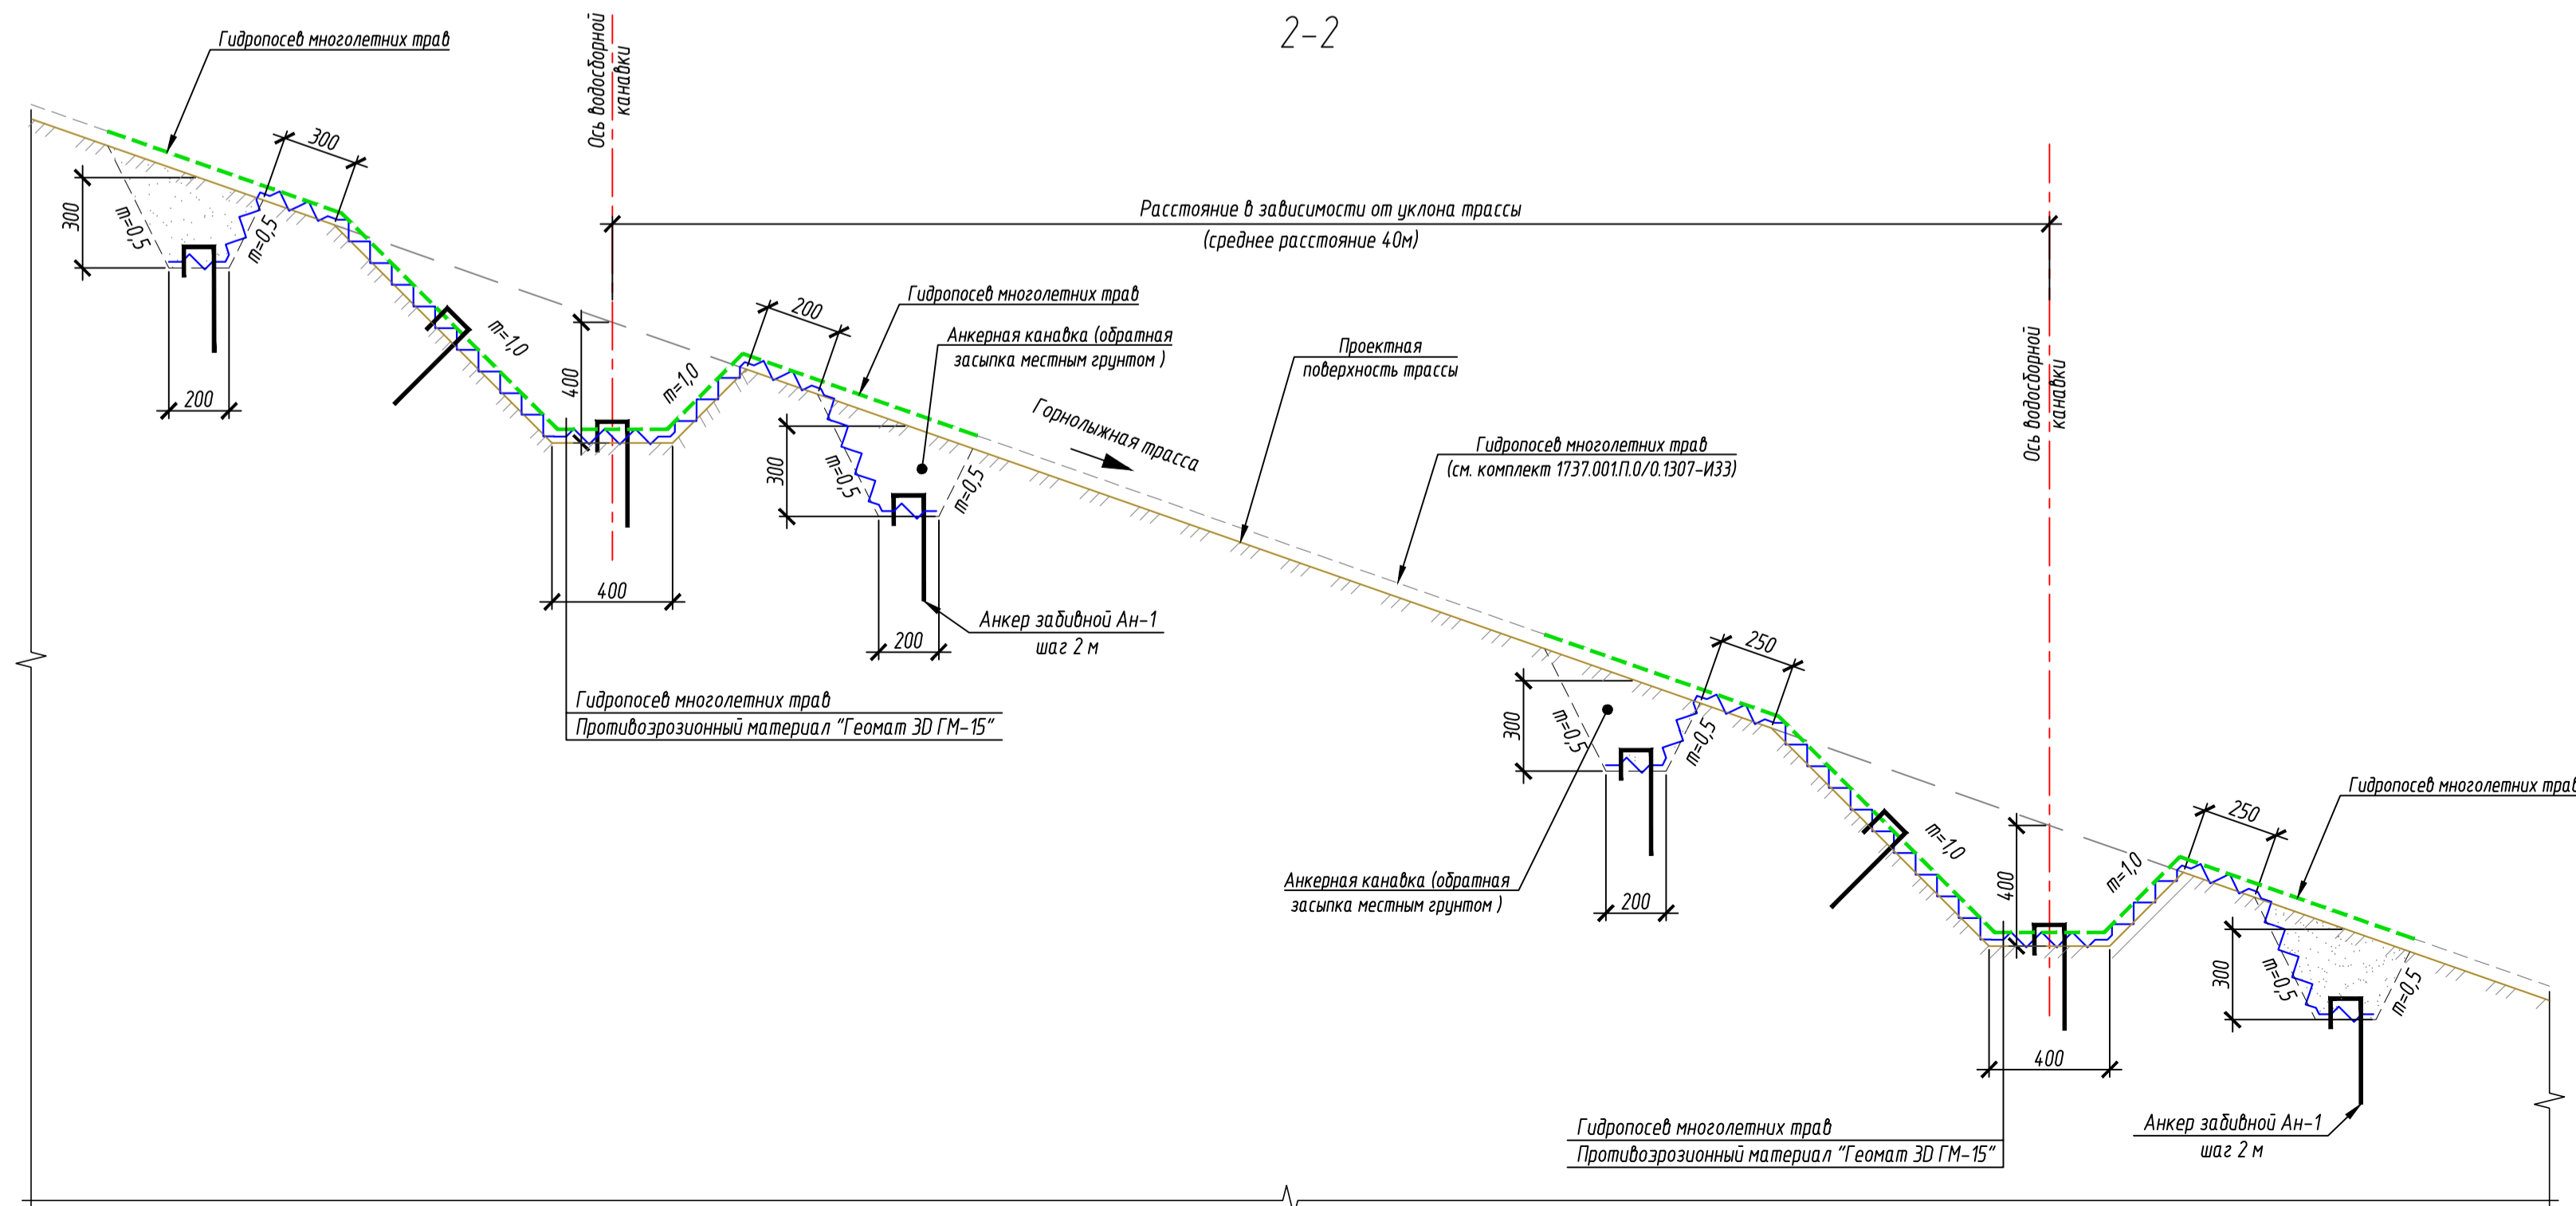 2-2
Гидропосев многолетних трав
Ось водосборной
канавки
300
300
m=0,5
m=0,5
200
Расстояние в зависимости от уклона трассы
(среднее расстояние 40м)
m=1,0
400
m=1,0
400
200
Гидропосев многолетних трав
Анкерная канавка (обратная
засыпка местным грунтом )
300
m=0,5
m=0,5
200
Анкер забивной Ан-1
шаг 2 м
Гидропосев многолетних трав
Противоэрозионный материал "Геомат 3D ГМ-15"
Горнолыжная трасса
Проектная
поверхность трассы
Гидропосев многолетних трав
(см. комплект 1737.001.П.0/0.1307-ИЗ3)
Ось водосборной
канавки
250
300
m=0,5
m=0,5
200
Анкерная канавка (обратная
засыпка местным грунтом )
m=1,0
400
m=1,0
400
250
Гидропосев многолетних трав
300
m=0,5
m=0,5
Гидропосев многолетних трав
Противоэрозионный материал "Геомат 3D ГМ-15"
Анкер забивной Ан-1
шаг 2 м